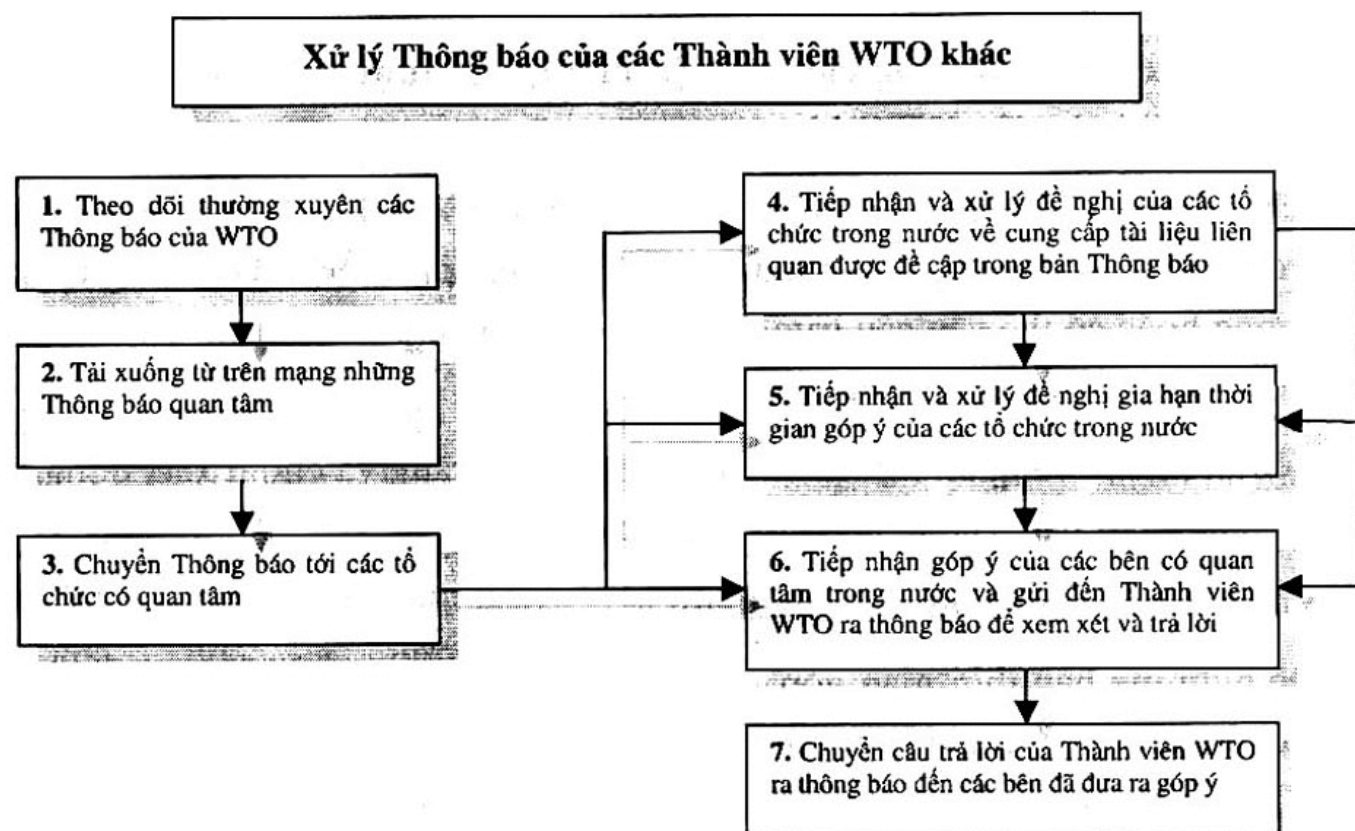 Xử lý Thông báo của các Thành viên WTO khác
1. Theo dõi thường xuyên các
Thông báo của WTO
2. Tải xuống từ trên mạng những
Thông báo quan tâm
3. Chuyển Thông báo tới các tổ
chức có quan tâm
4. Tiếp nhận và xử lý đề nghị của các tổ
chức trong nước về cung cấp tài liệu liên
quan được đề cập trong bản Thông báo
5. Tiếp nhận và xử lý đề nghị gia hạn thời
gian góp ý của các tổ chức trong nước
6. Tiếp nhận góp ý của các bên có quan
tâm trong nước và gửi đến Thành viên
WTO ra thông báo để xem xét và trả lời
7. Chuyển câu trả lời của Thành viên WTO
ra thông báo đến các bên đã đưa ra góp ý